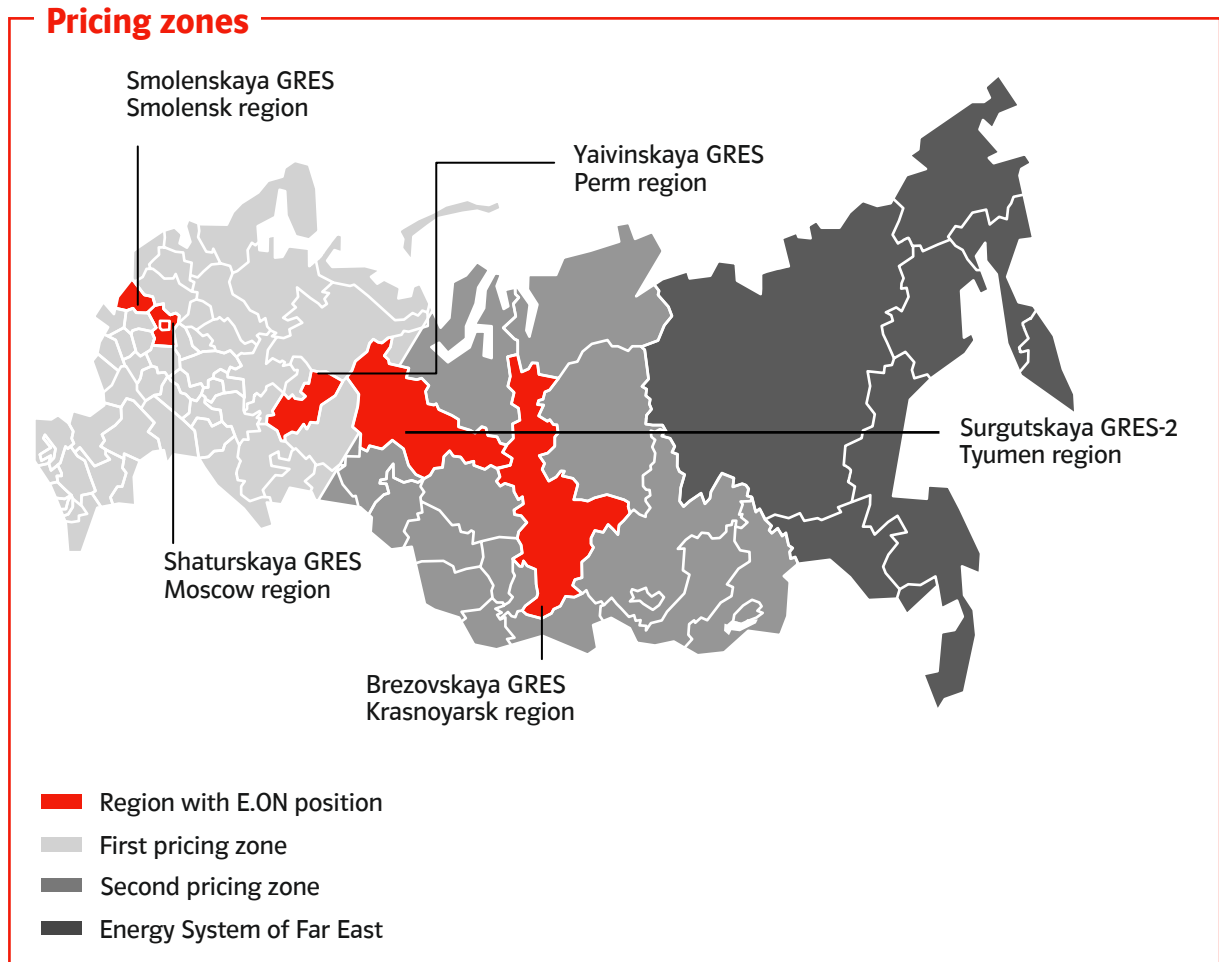 Pricing zones
Smolenskaya GRES
Smolensk region
Yaivinskaya GRES
Perm region
Surgutskaya GRES-2
Tyumen region
Shaturskaya GRES
Moscow region
Brezovskaya GRES
Krasnoyarsk region
Region with E.ON position
First pricing zone
Second pricing zone
Energy System of Far East